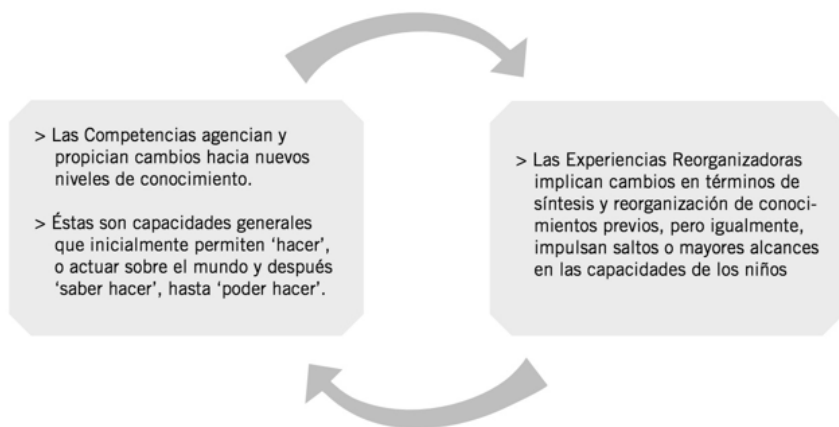 > Las Competencias agencian y
propician cambios hacia nuevos
niveles de conocimiento.
> Éstas son capacidades generales
que inicialmente permiten ‘hacer’,
o actuar sobre el mundo y después
‘saber hacer’, hasta ‘poder hacer’.
> Las Experiencias Reorganizadoras
implican cambios en términos de
síntesis y reorganización de conoci-
mientos previos, pero igualmente,
impulsan saltos o mayores alcances
en las capacidades de los niños